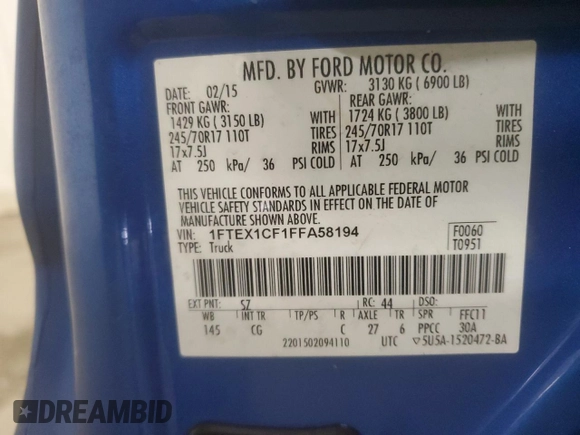 MFD. BY FORD MOTOR CO.
DATE: 02/15 GVWR: 3130 KG ( 6900 LB)
FRONT GAWR: REAR GAWR:
1429 KG ( 3150 LB) WITH 1724 KG ( 3800 LB) WITH
245/70R17 110T TIRES 245/70R17 110T TIRES
17x7.5J RIMS 17x7.5J RIMS
AT 250 kPa/ 36 PSI COLD AT 250 kPa/ 36 PSI COLD
THIS VEHICLE CONFORMS TO ALL APPLICABLE FEDERAL MOTOR
VEHICLE SAFETY STANDARDS IN EFFECT ON THE DATE OF
MANUFACTURE SHOWN ABOVE.
VIN: 1FTEX1CF1FFA58194 F0060
TYPE: Truck T0951
EXT PNT: SZ RC: 44 DSO:
WB INT TR TP/PS R AXLE TR SPR FFC11
145 CG C 27 6 PPCC 30A
2201502094110 UTC ▽5U5A-1520472-BA
DREAMBID